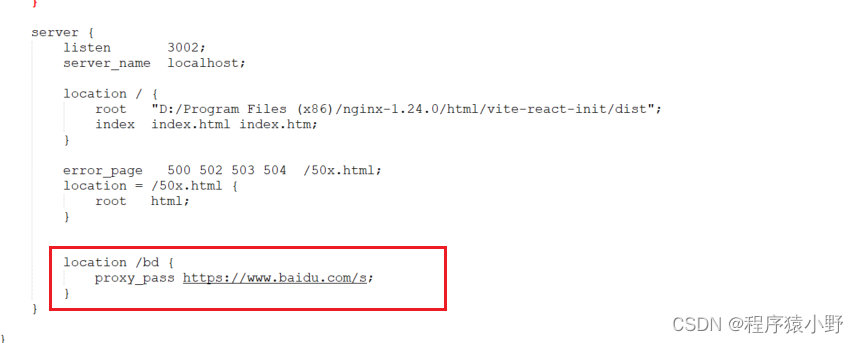 }
server {
listen 3002;
server_name localhost;
location / {
root "D:/Program Files (x86)/nginx-1.24.0/html/vite-react-init/dist";
index index.html index.htm;
}
error_page 500 502 503 504 /50x.html;
location = /50x.html {
root html;
}
location /bd {
proxy_pass https://www.baidu.com/s;
}
}
}
CSDN @程序猿小野